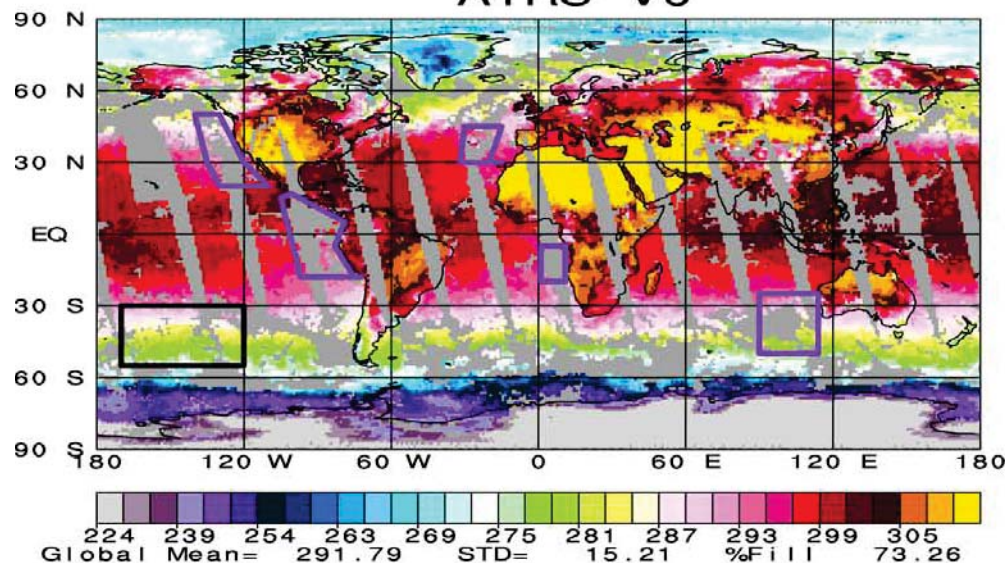 90 N
60 N
30 N
EQ
30 S
60 S
90 S
180 120 W 60 W 0 60 E 120 E 180
224 239 254 263 269 275 281 287 293 299 305
Global Mean= 291.79 STD= 15.21 %Fill 73.26